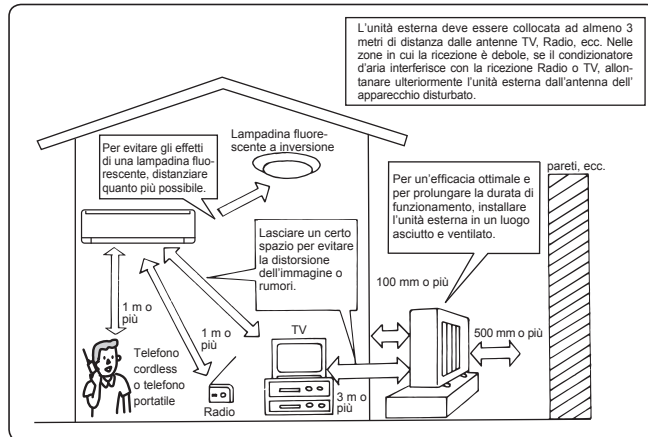 L'unità esterna deve essere collocata ad almeno 3
metri di distanza dalle antenne TV, Radio, ecc. Nelle
zone in cui la ricezione è debole, se il condizionatore
d'aria interferisce con la ricezione Radio o TV, allon-
tanare ulteriormente l'unità esterna dall'antenna dell'
apparecchio disturbato.
Lampadina fluore-
scente a inversione
Per evitare gli effetti
di una lampadina fluo-
rescente, distanziare
quanto più possibile.
pareti, ecc.
Per un'efficacia ottimale e
per prolungare la durata di
funzionamento, installare
l'unità esterna in un luogo
asciutto e ventilato.
Lasciare un certo
spazio per evitare
la distorsione
dell'immagine o
rumori.
100 mm o più
1 m o
più
1 m o
più
TV
500 mm o più
Telefono
cordless
o telefono
portatile
Radio
3 m o
più